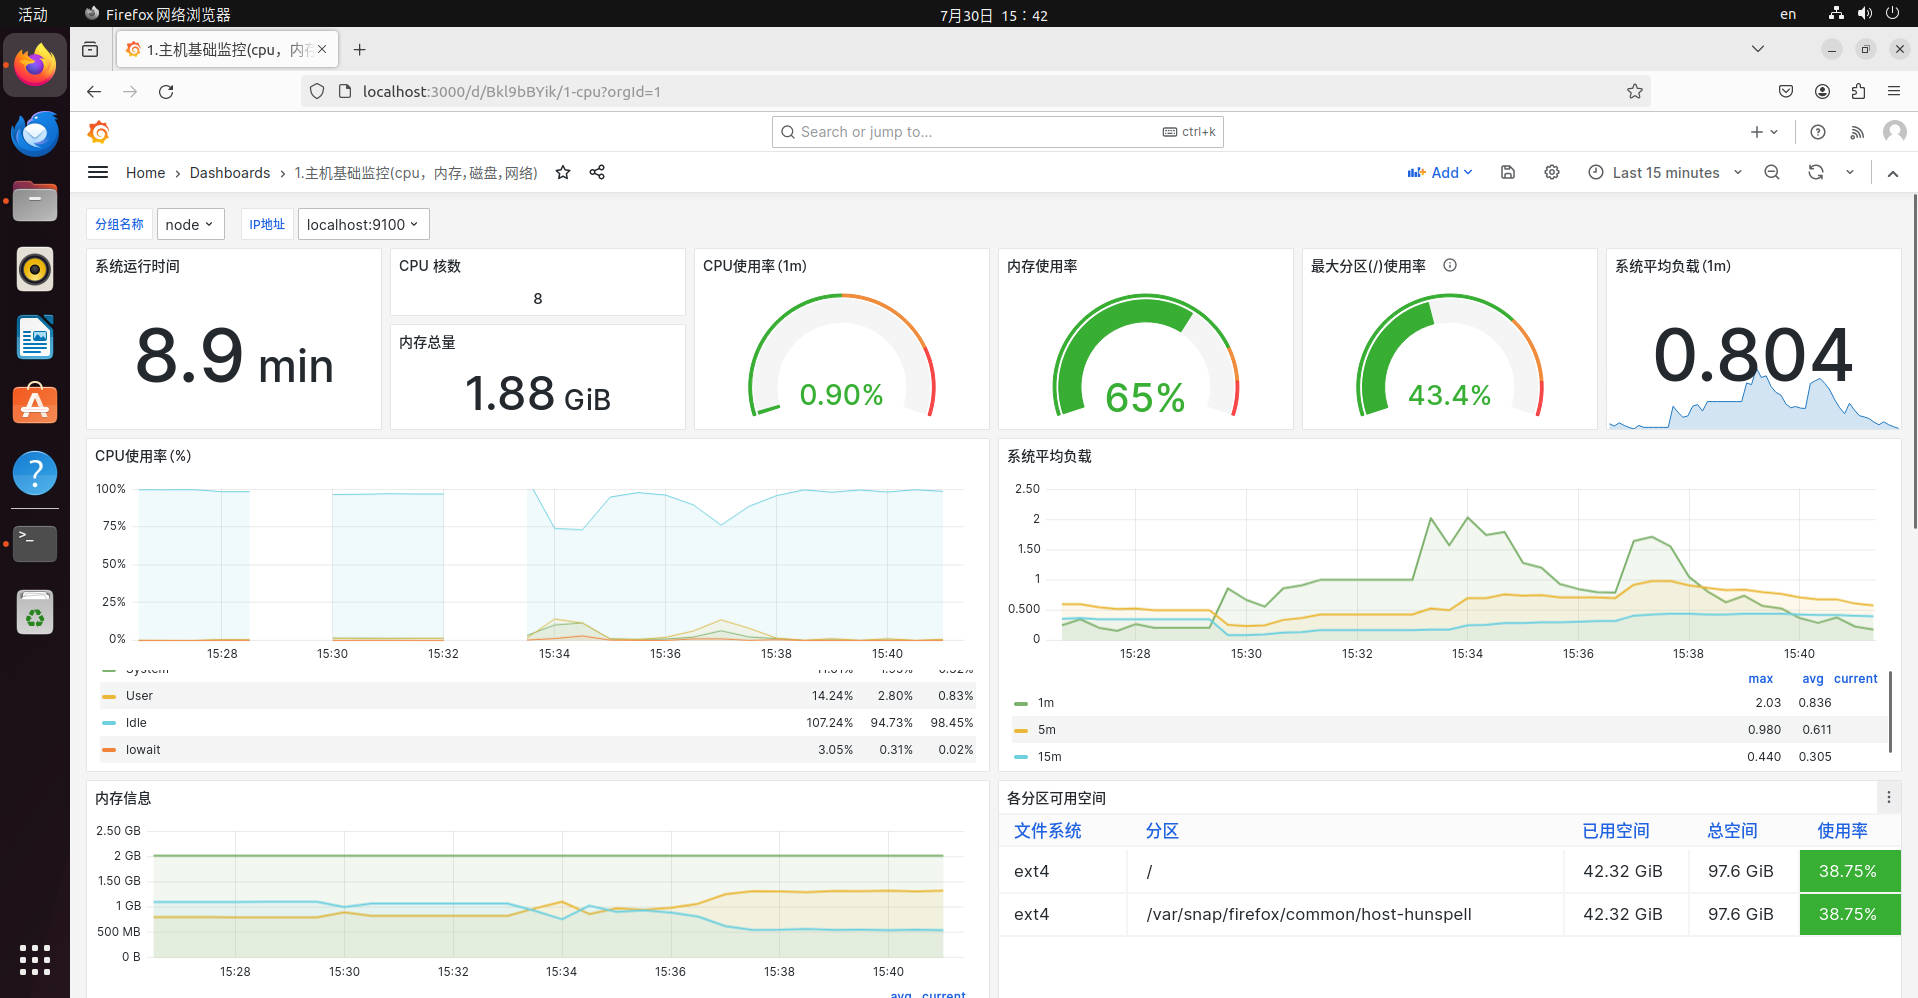 活动
Firefox 网络浏览器
7月30日 15：42
en
1.主机基础监控(cpu，内存
localhost:3000/d/Bkl9bBYik/1-cpu?orgId=1
Search or jump to...
ctrl+k
Home › Dashboards › 1.主机基础监控(cpu，内存,磁盘,网络)
Add
Last 15 minutes
分组名称 node
IP地址 localhost:9100
系统运行时间
8.9 min
CPU 核数
8
内存总量
1.88 GiB
CPU使用率（1m）
0.90%
内存使用率
65%
最大分区(/)使用率
43.4%
系统平均负载（1m）
0.804
CPU使用率（%）
100%
75%
50%
25%
0%
15:28 15:30 15:32 15:34 15:36 15:38 15:40
System
User 14.24% 2.80% 0.83%
Idle 107.24% 94.73% 98.45%
Iowait 3.05% 0.31% 0.02%
系统平均负载
2.50
2
1.50
1
0.500
0
15:28 15:30 15:32 15:34 15:36 15:38 15:40
max avg current
1m 2.03 0.836
5m 0.980 0.611
15m 0.440 0.305
内存信息
2.50 GB
2 GB
1.50 GB
1 GB
500 MB
0 B
15:28 15:30 15:32 15:34 15:36 15:38 15:40
avg current
各分区可用空间
文件系统 分区 已用空间 总空间 使用率
ext4 / 42.32 GiB 97.6 GiB 38.75%
ext4 /var/snap/firefox/common/host-hunspell 42.32 GiB 97.6 GiB 38.75%